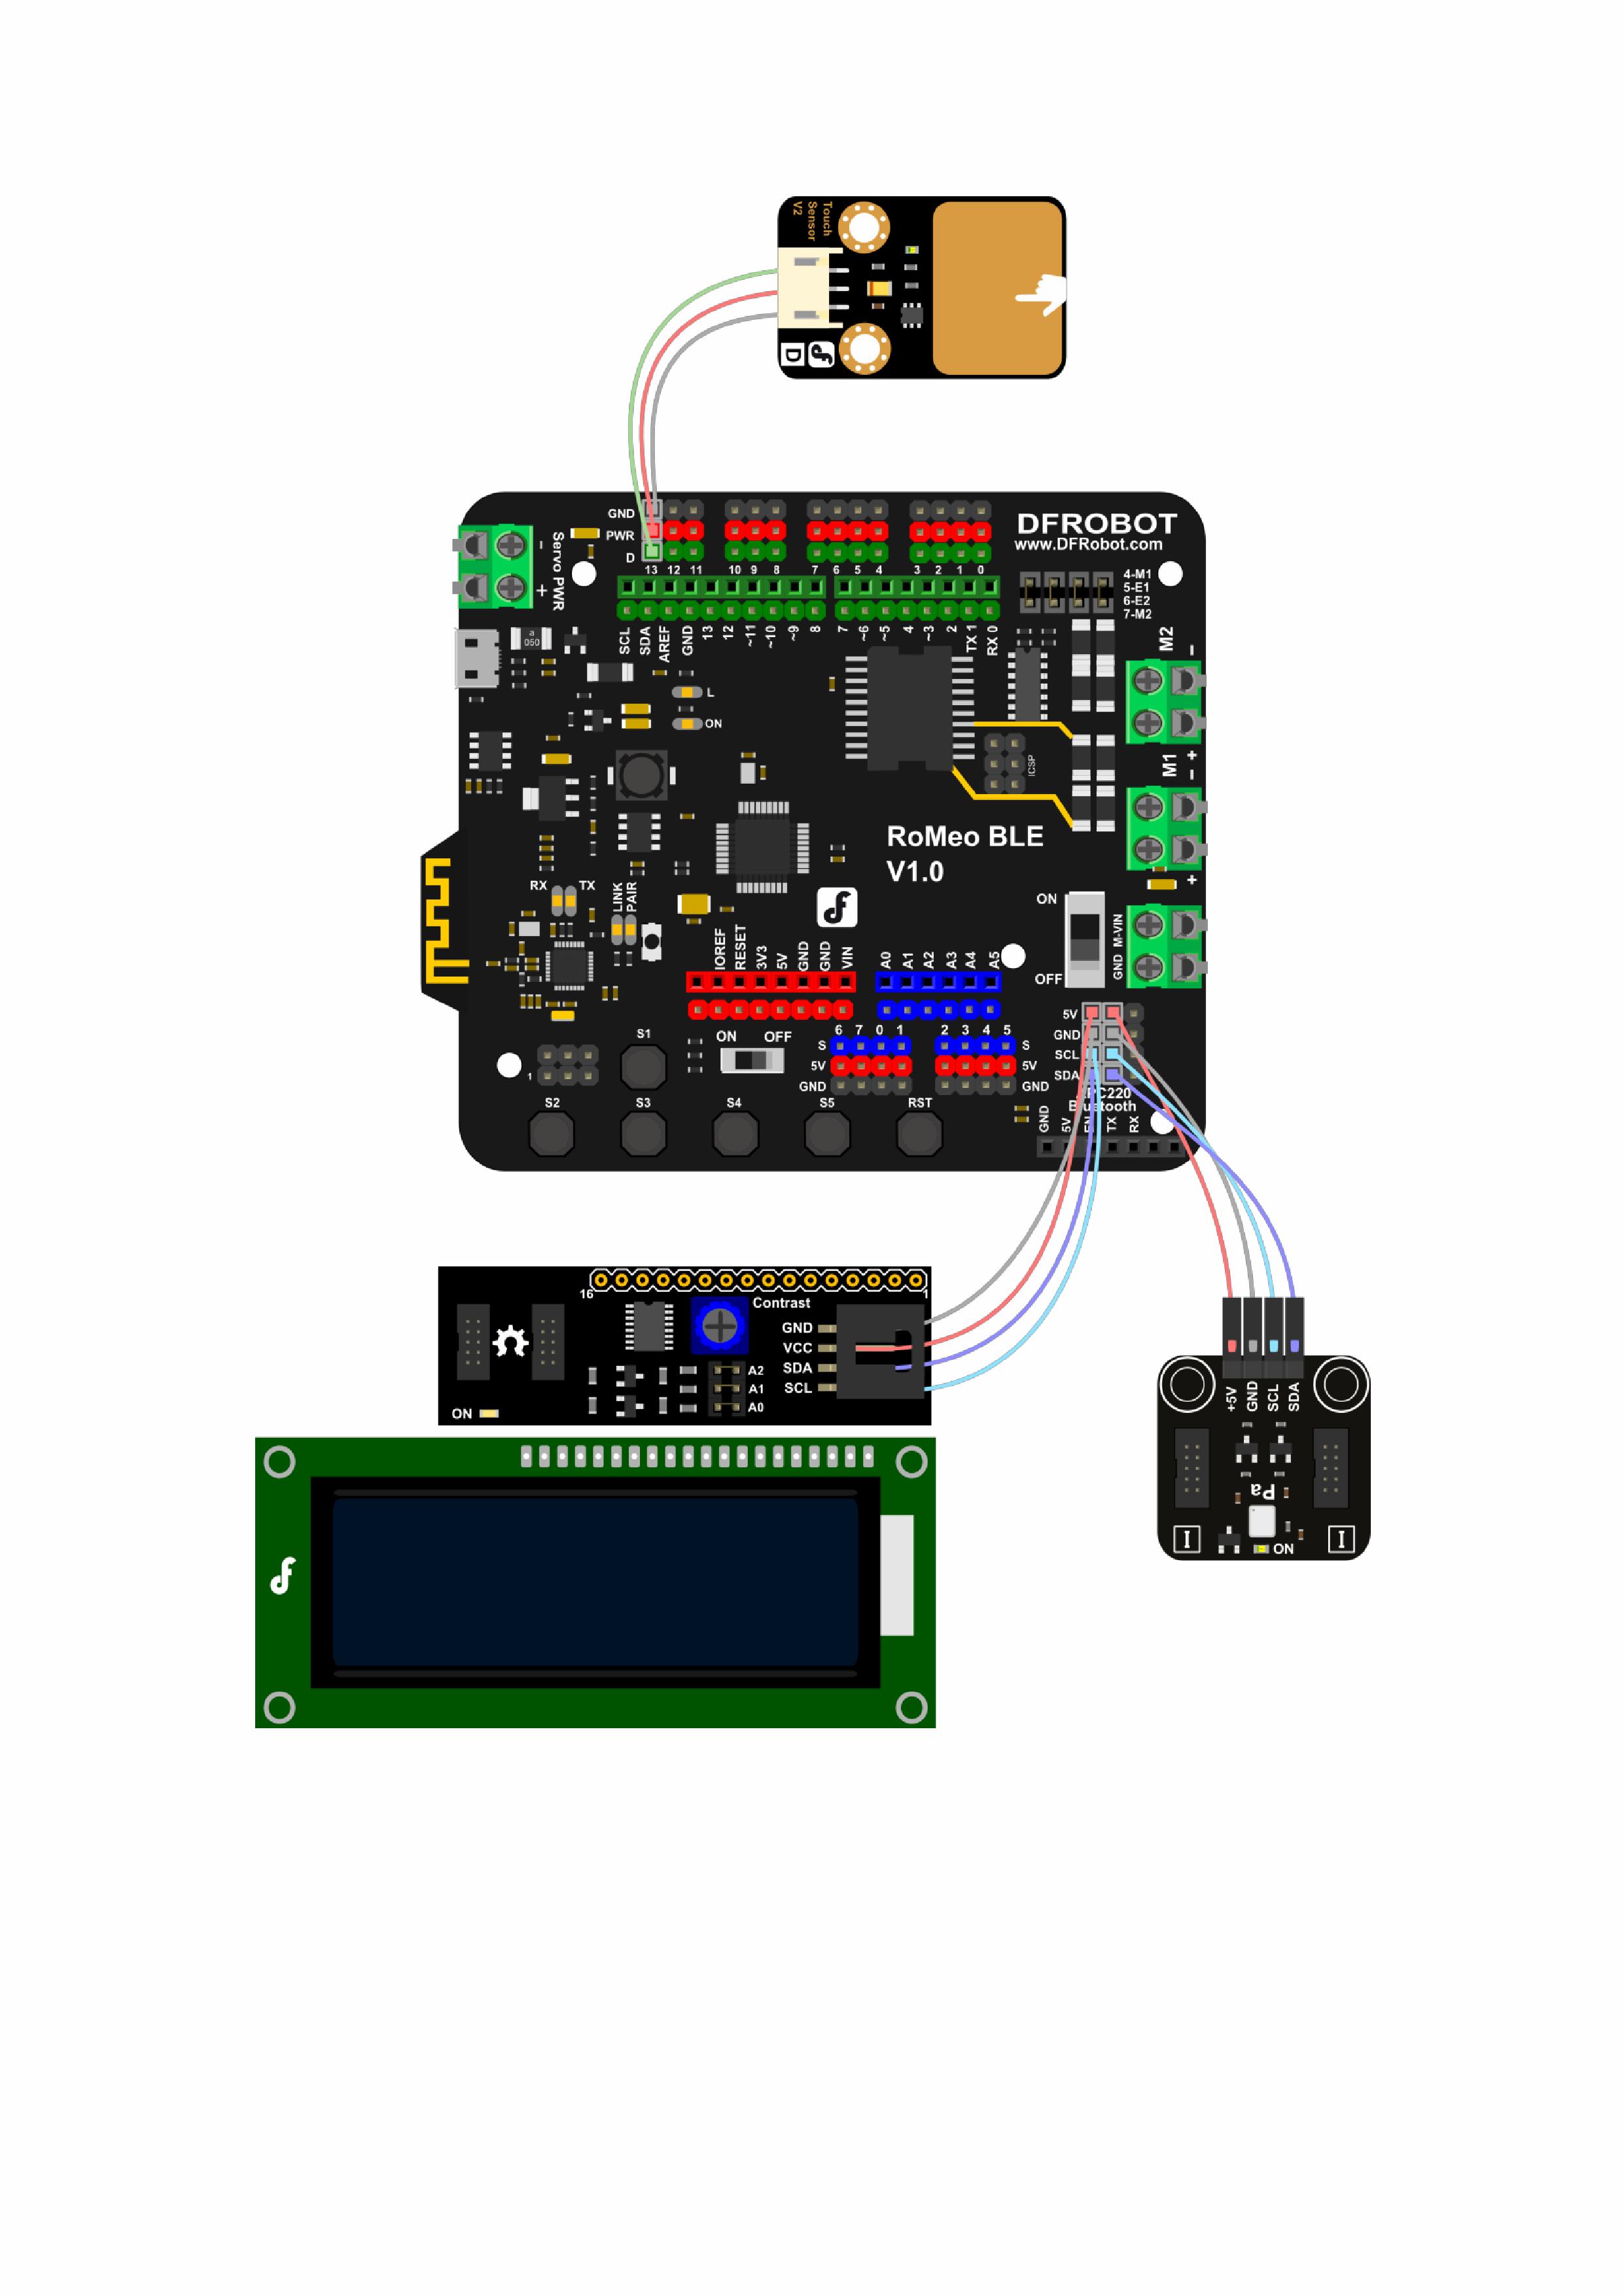 Touch
Sensor
V2
D
GND
PWR
D
13 12 11 10 9 8 7 6 5 4 3 2 1 0
DFROBOT
www.DFRobot.com
4-M1
5-E1
6-E2
7-M2
Servo PWR
-
+
SCL
SDA
AREF
GND
13
12
~11
~10
~9
8
7
~6
~5
4
~3
2
TX 1
RX 0
M2
-
+
M1
-
+
a
050
L
ON
ICSP
RoMeo BLE
V1.0
RX TX
LINK
PAIR
ON
OFF
M-VIN
GND
IOREF
RESET
3V3
5V
GND
GND
VIN
A0
A1
A2
A3
A4
A5
5V
GND
SCL
SDA
6 7 0 1 2 3 4 5
S S
5V 5V
GND GND
ON OFF
S1
1
S2 S3 S4 S5 RST
PC220
Bluetooth
GND
5V
TX
RX
16 1
Contrast
GND
VCC
SDA
SCL
A2
A1
A0
ON
+5V
GND
SCL
SDA
Pa
I I
ON